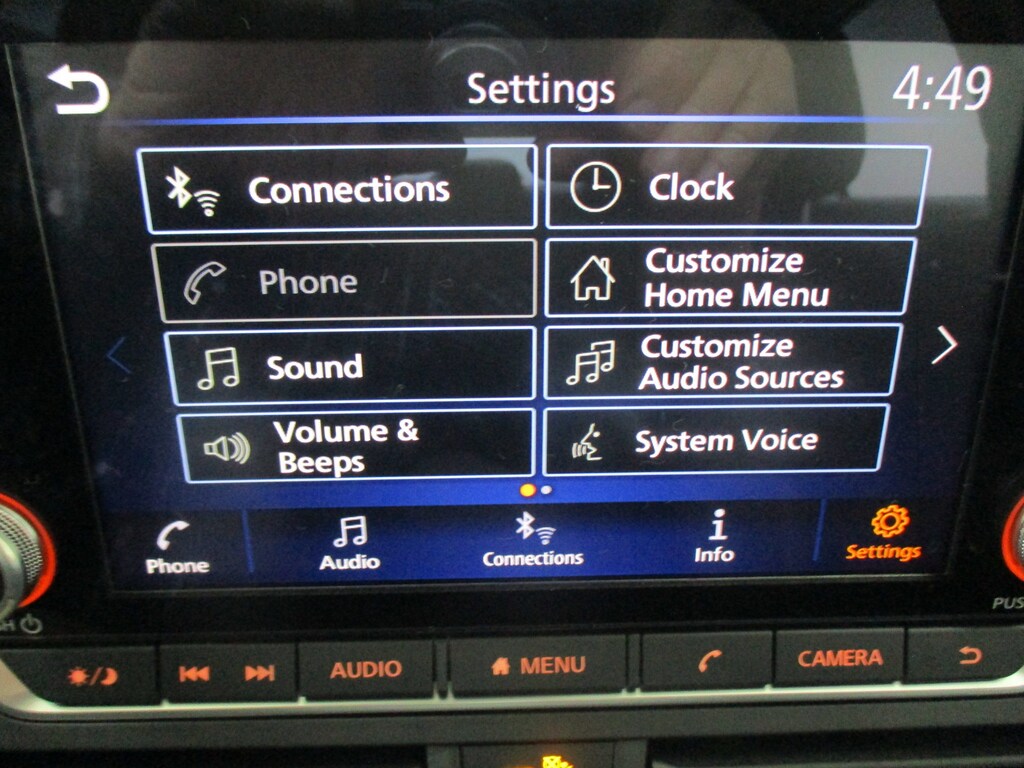 Settings
4:49
Connections
Clock
Phone
Customize
Home Menu
Sound
Customize
Audio Sources
Volume &
Beeps
System Voice
Phone
Audio
Connections
Info
Settings
AUDIO
MENU
CAMERA